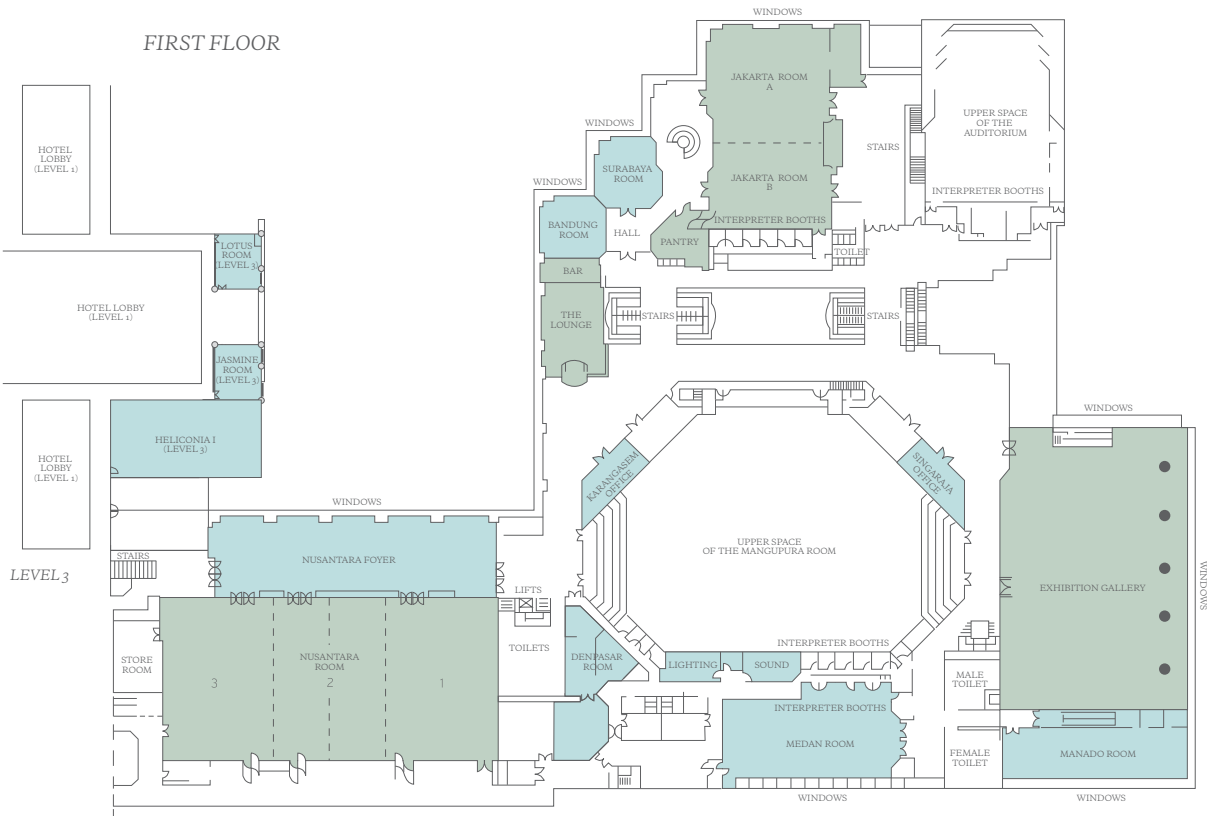 FIRST FLOOR
WINDOWS
JAKARTA ROOM
A
UPPER SPACE
OF THE
AUDITORIUM
STAIRS
WINDOWS
HOTEL
LOBBY
(LEVEL 1)
SURABAYA
ROOM
WINDOWS
JAKARTA ROOM
B
INTERPRETER BOOTHS
INTERPRETER BOOTHS
BANDUNG
ROOM
HALL
PANTRY
TOILET
LOTUS
ROOM
(LEVEL 3)
BAR
HOTEL LOBBY
(LEVEL 1)
THE
LOUNGE
STAIRS
STAIRS
JASMINE
ROOM
(LEVEL 3)
WINDOWS
HELICONIA I
(LEVEL 3)
HOTEL
LOBBY
(LEVEL 1)
KARANGASEM
OFFICE
SINGARAJA
OFFICE
WINDOWS
UPPER SPACE
OF THE MANGUPURA ROOM
STAIRS
NUSANTARA FOYER
LEVEL 3
LIFTS
EXHIBITION GALLERY
WINDOWS
INTERPRETER BOOTHS
TOILETS
STORE
ROOM
NUSANTARA
ROOM
DENPASAR
ROOM
LIGHTING
SOUND
MALE
TOILET
3
2
1
INTERPRETER BOOTHS
MEDAN ROOM
FEMALE
TOILET
MANADO ROOM
WINDOWS
WINDOWS